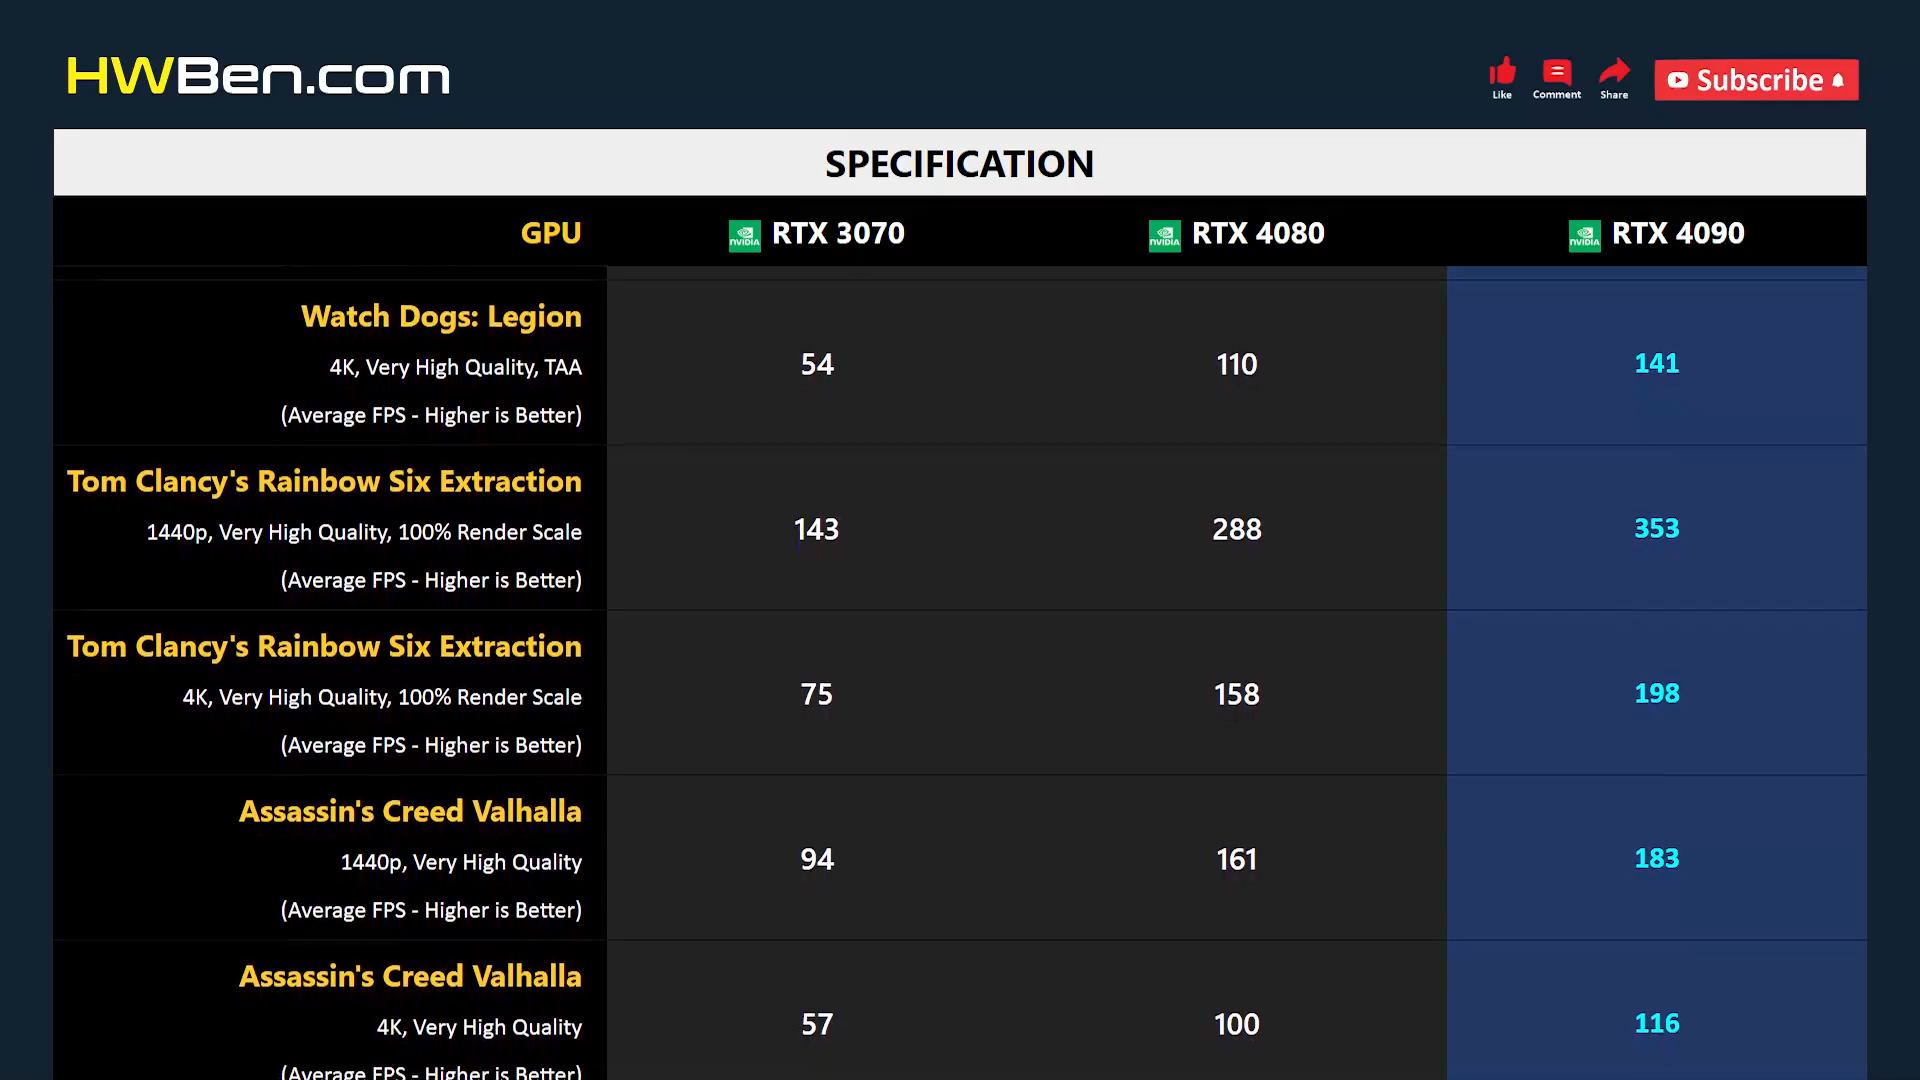 HWBen.com
Like
Comment
Share
Subscribe
SPECIFICATION
GPU
NVIDIA RTX 3070
NVIDIA RTX 4080
NVIDIA RTX 4090
Watch Dogs: Legion
4K, Very High Quality, TAA
(Average FPS - Higher is Better)
54
110
141
Tom Clancy's Rainbow Six Extraction
1440p, Very High Quality, 100% Render Scale
(Average FPS - Higher is Better)
143
288
353
Tom Clancy's Rainbow Six Extraction
4K, Very High Quality, 100% Render Scale
(Average FPS - Higher is Better)
75
158
198
Assassin's Creed Valhalla
1440p, Very High Quality
(Average FPS - Higher is Better)
94
161
183
Assassin's Creed Valhalla
4K, Very High Quality
(Average FPS - Higher is Better)
57
100
116